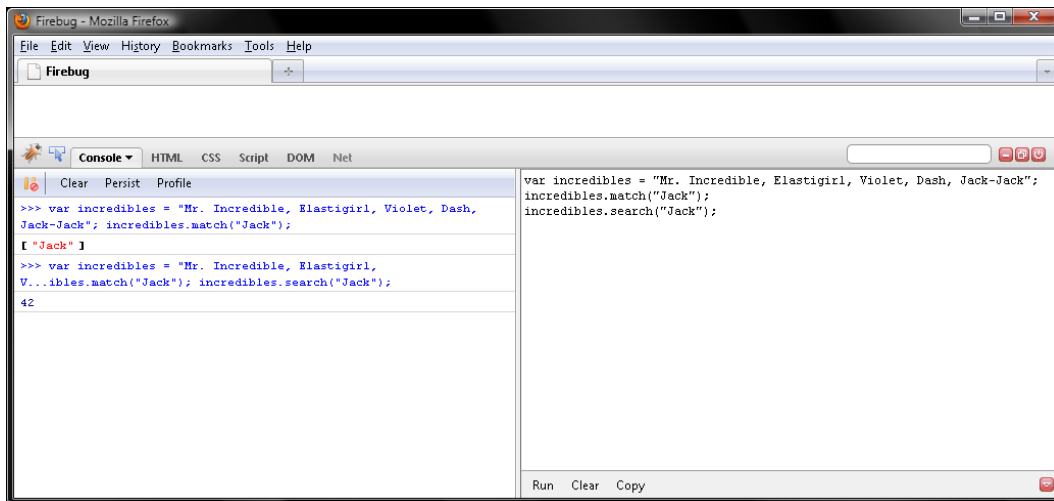 Firebug - Mozilla Firefox
File Edit View History Bookmarks Tools Help
Firebug
Console HTML CSS Script DOM Net
Clear Persist Profile
>>> var incredibles = "Mr. Incredible, Elastigirl, Violet, Dash,
Jack-Jack"; incredibles.match("Jack");
[ "Jack" ]
>>> var incredibles = "Mr. Incredible, Elastigirl,
V...ibles.match("Jack"); incredibles.search("Jack");
42
var incredibles = "Mr. Incredible, Elastigirl, Violet, Dash, Jack-Jack";
incredibles.match("Jack");
incredibles.search("Jack");
Run Clear Copy